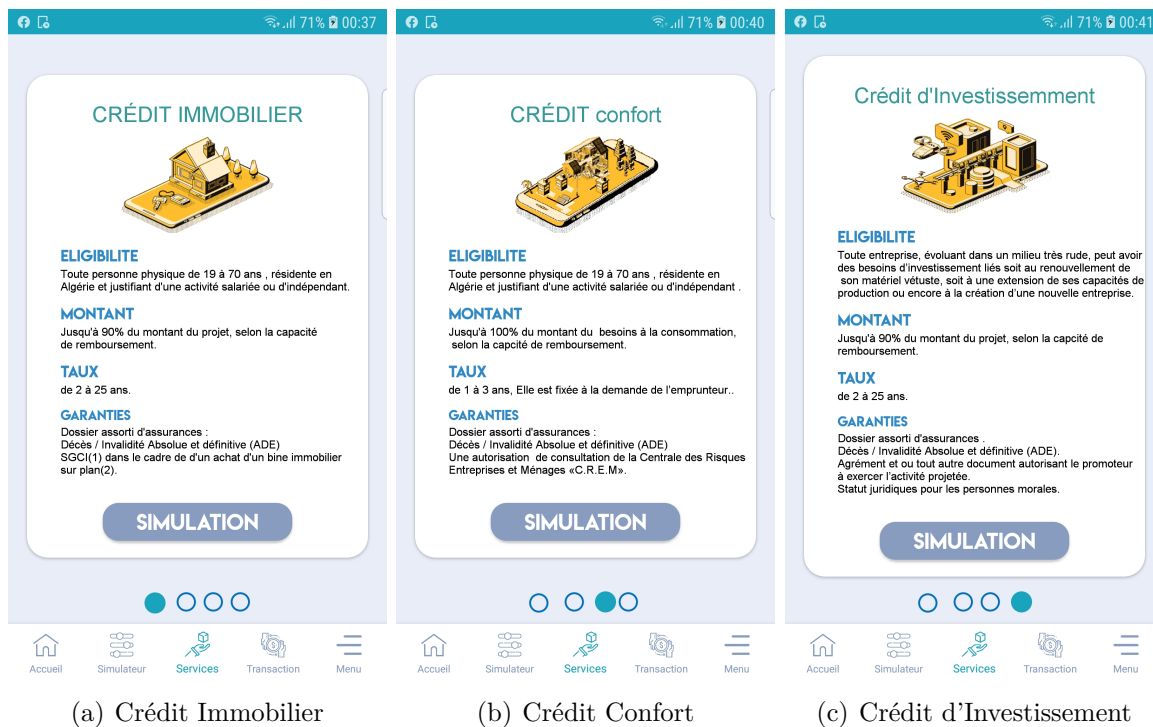 71% 00:37
CRÉDIT IMMOBILIER
ELIGIBILITE
Toute personne physique de 19 à 70 ans , résidente en
Algérie et justifiant d'une activité salariée ou d'indépendant.
MONTANT
Jusqu'à 90% du montant du projet, selon la capacité
de remboursement.
TAUX
de 2 à 25 ans.
GARANTIES
Dossier assorti d'assurances :
Décès / Invalidité Absolue et définitive (ADE)
SGCI(1) dans le cadre de d'un achat d'un bine immobilier
sur plan(2).
SIMULATION
Accueil Simulateur Services Transaction Menu
(a) Crédit Immobilier
71% 00:40
CRÉDIT confort
ELIGIBILITE
Toute personne physique de 19 à 70 ans , résidente en
Algérie et justifiant d'une activité salariée ou d'indépendant .
MONTANT
Jusqu'à 100% du montant du besoins à la consommation,
selon la capcité de remboursement.
TAUX
de 1 à 3 ans, Elle est fixée à la demande de l'emprunteur..
GARANTIES
Dossier assorti d'assurances :
Décès / Invalidité Absolue et définitive (ADE)
Une autorisation de consultation de la Centrale des Risques
Entreprises et Ménages «C.R.E.M».
SIMULATION
Accueil Simulateur Services Transaction Menu
(b) Crédit Confort
71% 00:41
Crédit d'Investissemment
ELIGIBILITE
Toute entreprise, évoluant dans un milieu très rude, peut avoir
des besoins d'investissement liés soit au renouvellement de
son matériel vétuste, soit à une extension de ses capacités de
production ou encore à la création d'une nouvelle entreprise.
MONTANT
Jusqu'à 90% du montant du projet, selon la capcité de
remboursement.
TAUX
de 2 à 25 ans.
GARANTIES
Dossier assorti d'assurances .
Décès / Invalidité Absolue et définitive (ADE).
Agrément et ou tout autre document autorisant le promoteur
à exercer l'activité projetée.
Statut juridiques pour les personnes morales.
SIMULATION
Accueil Simulateur Services Transaction Menu
(c) Crédit d'Investissement